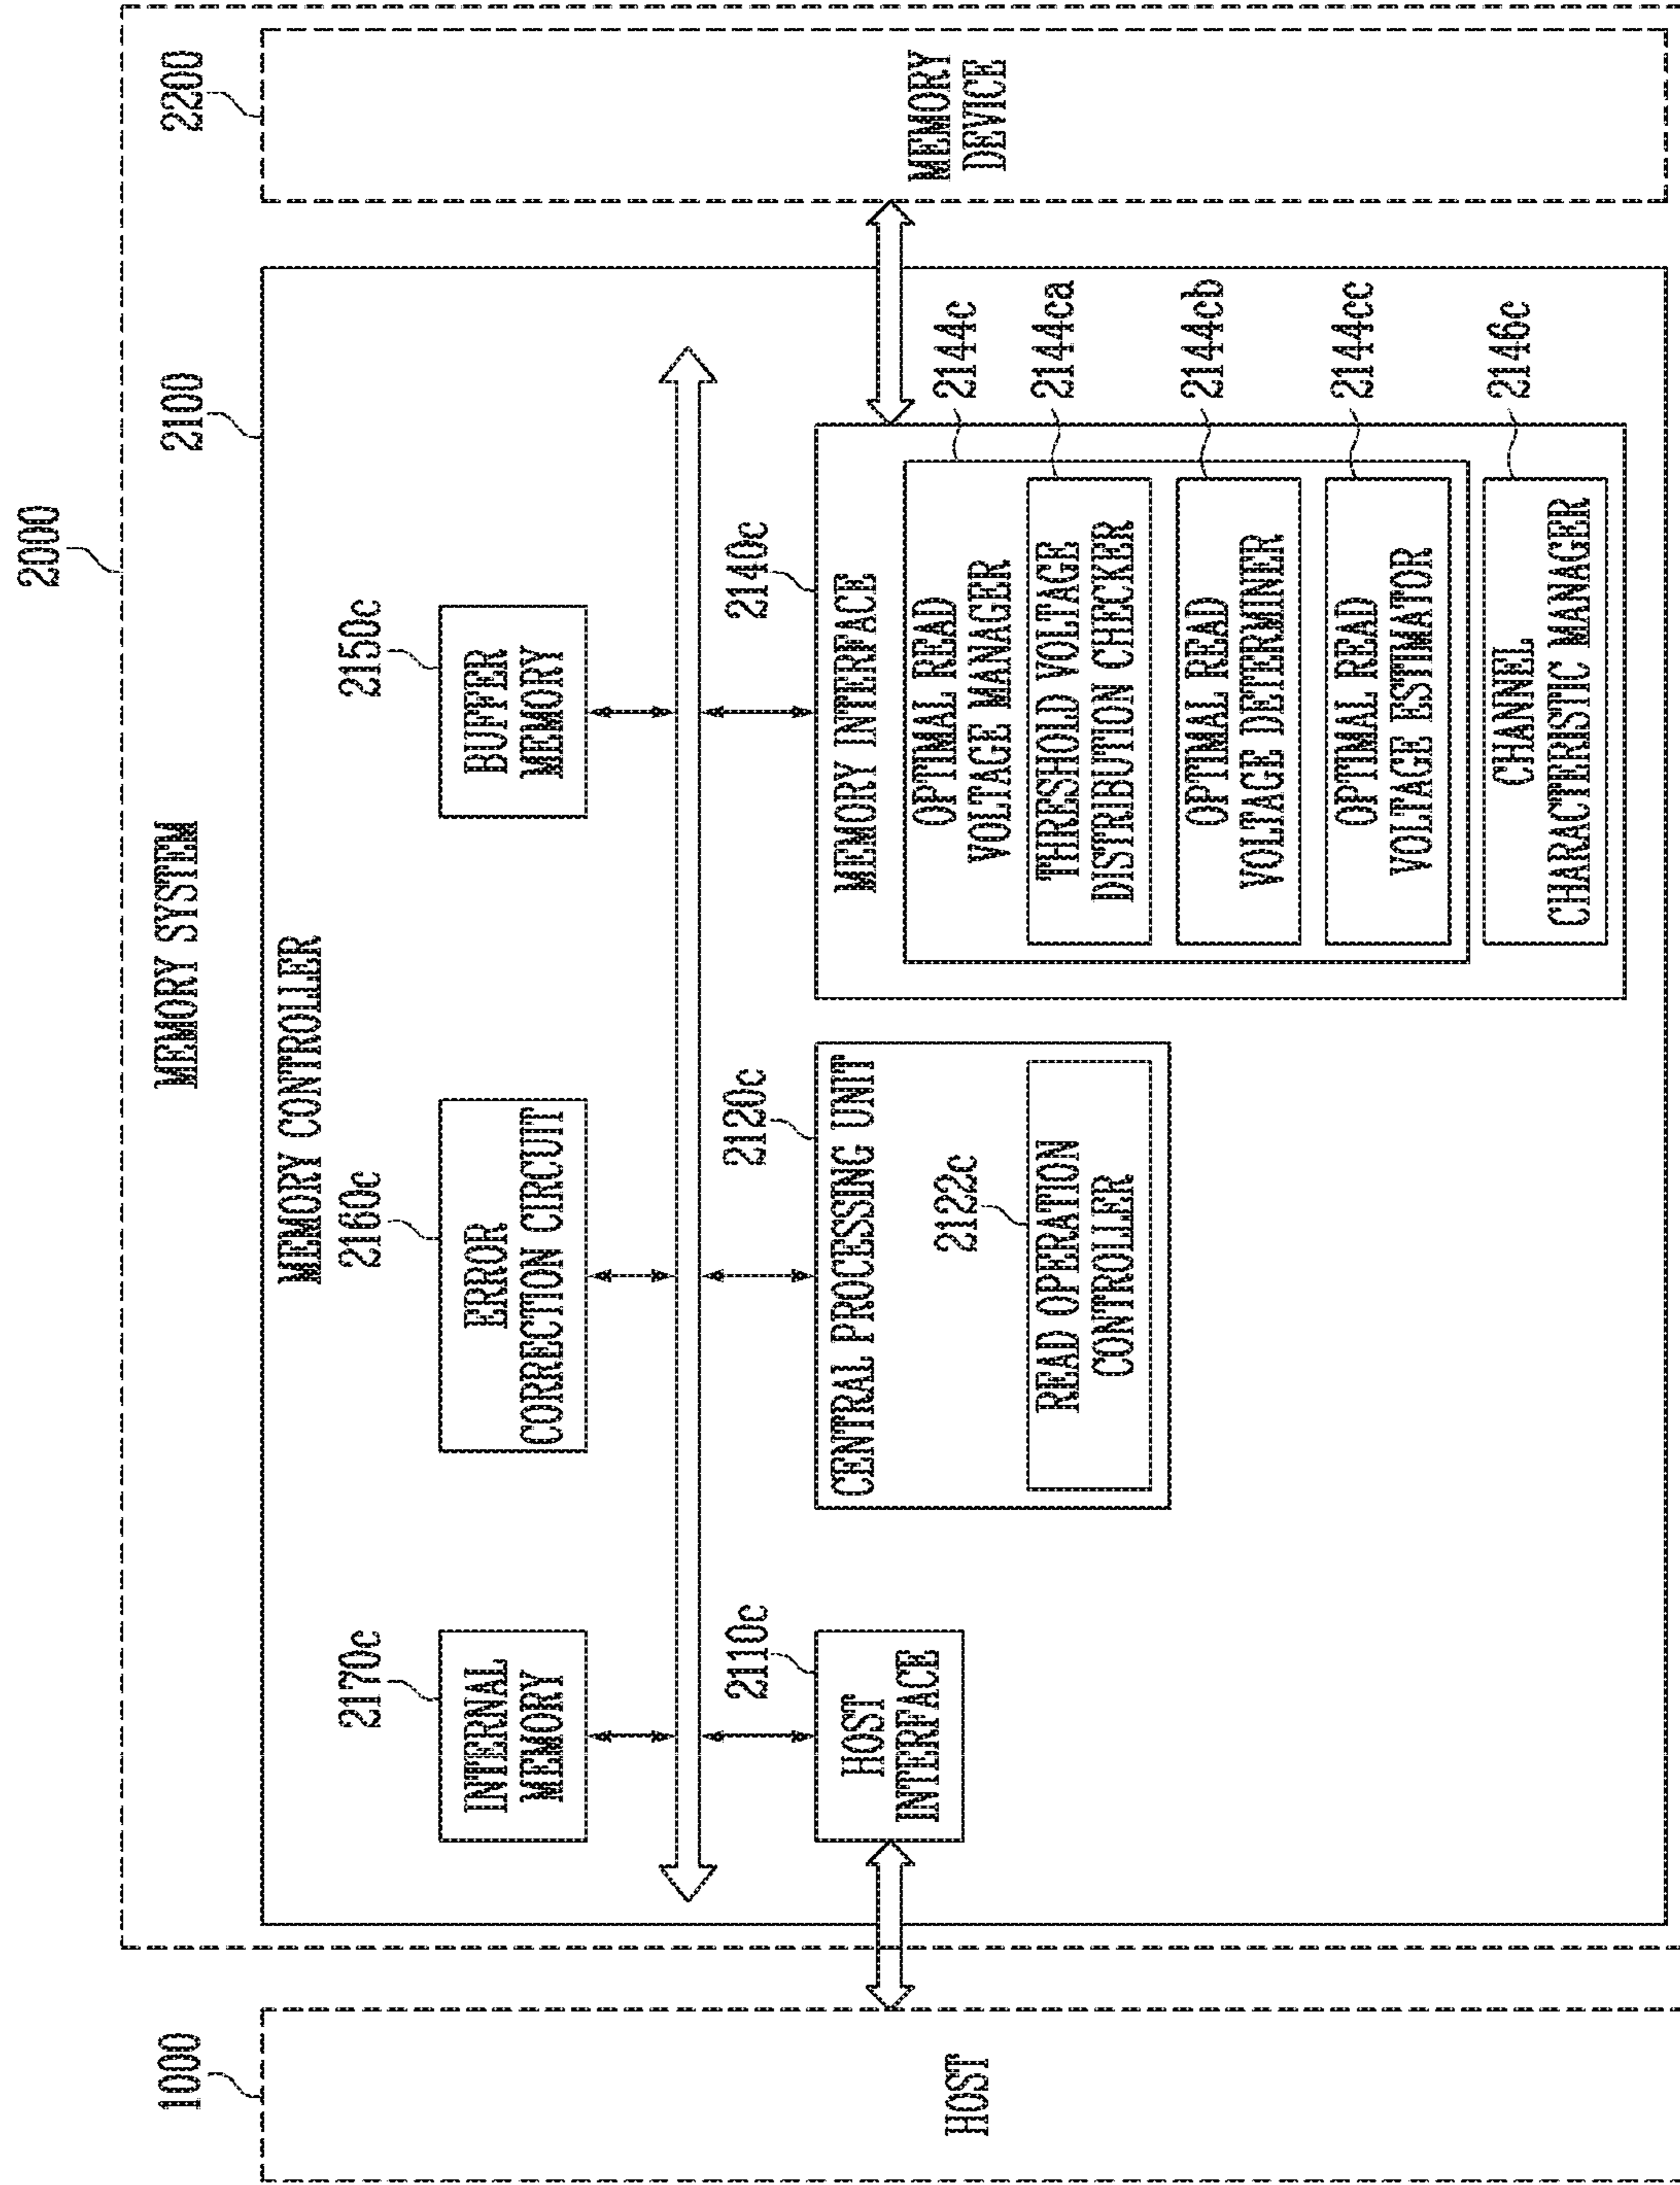 2000
MEMORY SYSTEM
1000
HOST
2100
MEMORY CONTROLLER
2200
MEMORY
DEVICE
2170c
INTERNAL
MEMORY
2160c
ERROR
CORRECTION CIRCUIT
2150c
BUFFER
MEMORY
2110c
HOST
INTERFACE
2120c
CENTRAL PROCESSING UNIT
2122c
READ OPERATION
CONTROLLER
2140c
MEMORY INTERFACE
OPTIMAL READ
VOLTAGE MANAGER
2144c
THRESHOLD VOLTAGE
DISTRIBUTION CHECKER
2144ca
OPTIMAL READ
VOLTAGE DETERMINER
2144cb
OPTIMAL READ
VOLTAGE ESTIMATOR
2144cc
CHANNEL
CHARACTERISTIC MANAGER
2146c